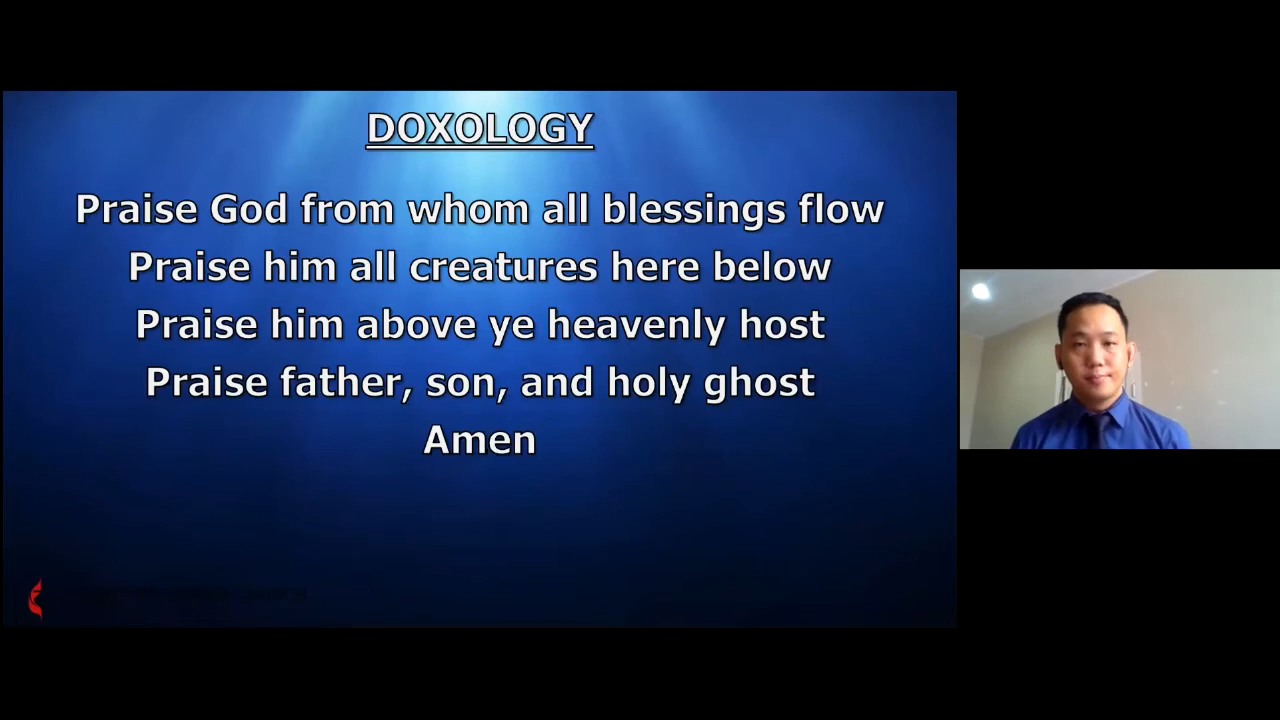 DOXOLOGY
Praise God from whom all blessings flow
Praise him all creatures here below
Praise him above ye heavenly host
Praise father, son, and holy ghost
Amen